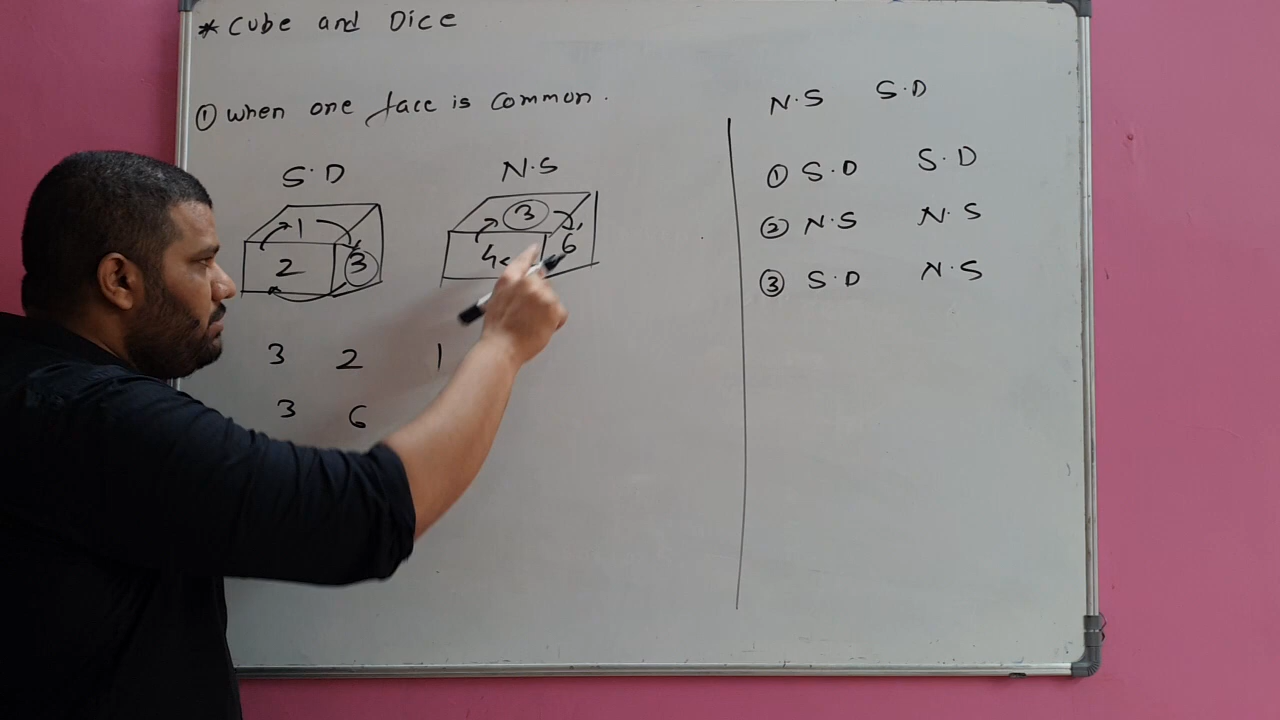 * Cube and Dice
① When one face is common.
S.D N.S
1 3
2 3 4 6
3 2 1
3 6
N.S S.D
① S.D S.D
② N.S N.S
③ S.D N.S